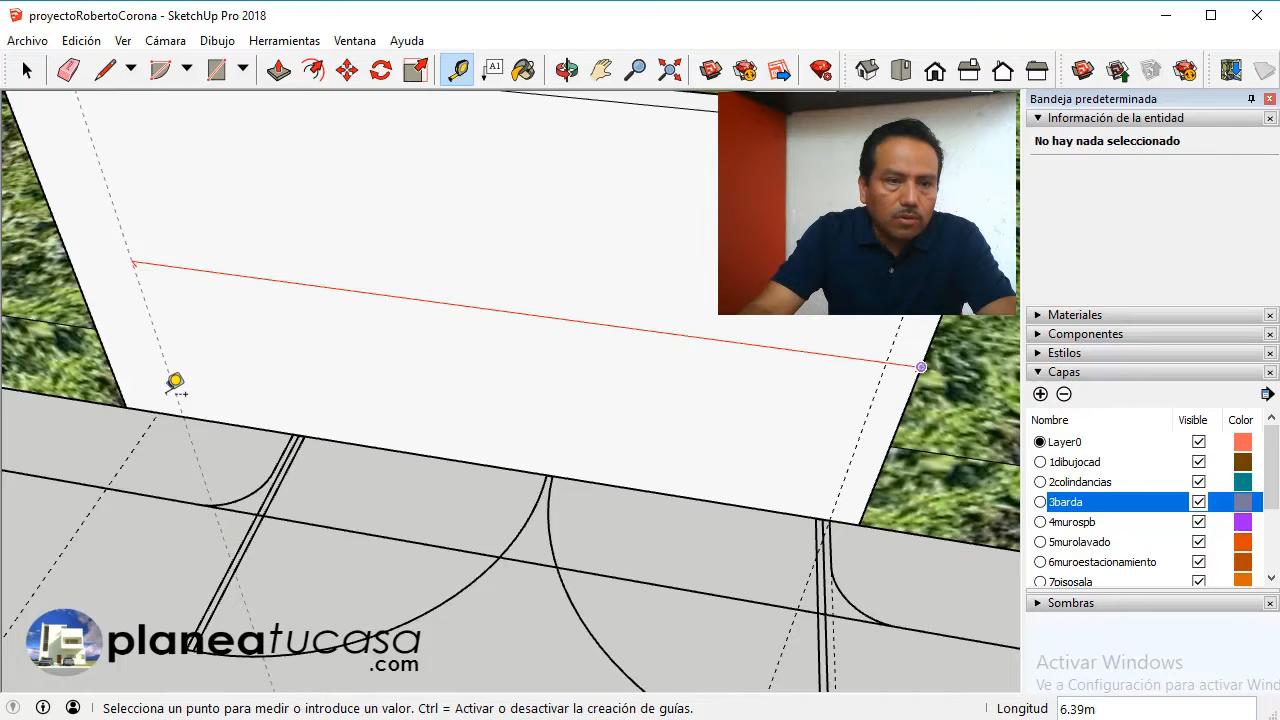 proyectoRobertoCorona - SketchUp Pro 2018
Archivo Edición Ver Cámara Dibujo Herramientas Ventana Ayuda
A1
Bandeja predeterminada
Información de la entidad
No hay nada seleccionado
Materiales
Componentes
Estilos
Capas
Nombre Visible Color
Layer0
1dibujocad
2colindancias
3barda
4murospb
5murolavado
6muroestacionamiento
7pisosala
Sombras
planeatucasa
.com
Activar Windows
Ve a Configuración para activar Wind
Selecciona un punto para medir o introduce un valor. Ctrl = Activar o desactivar la creación de guías.
Longitud 6.39m